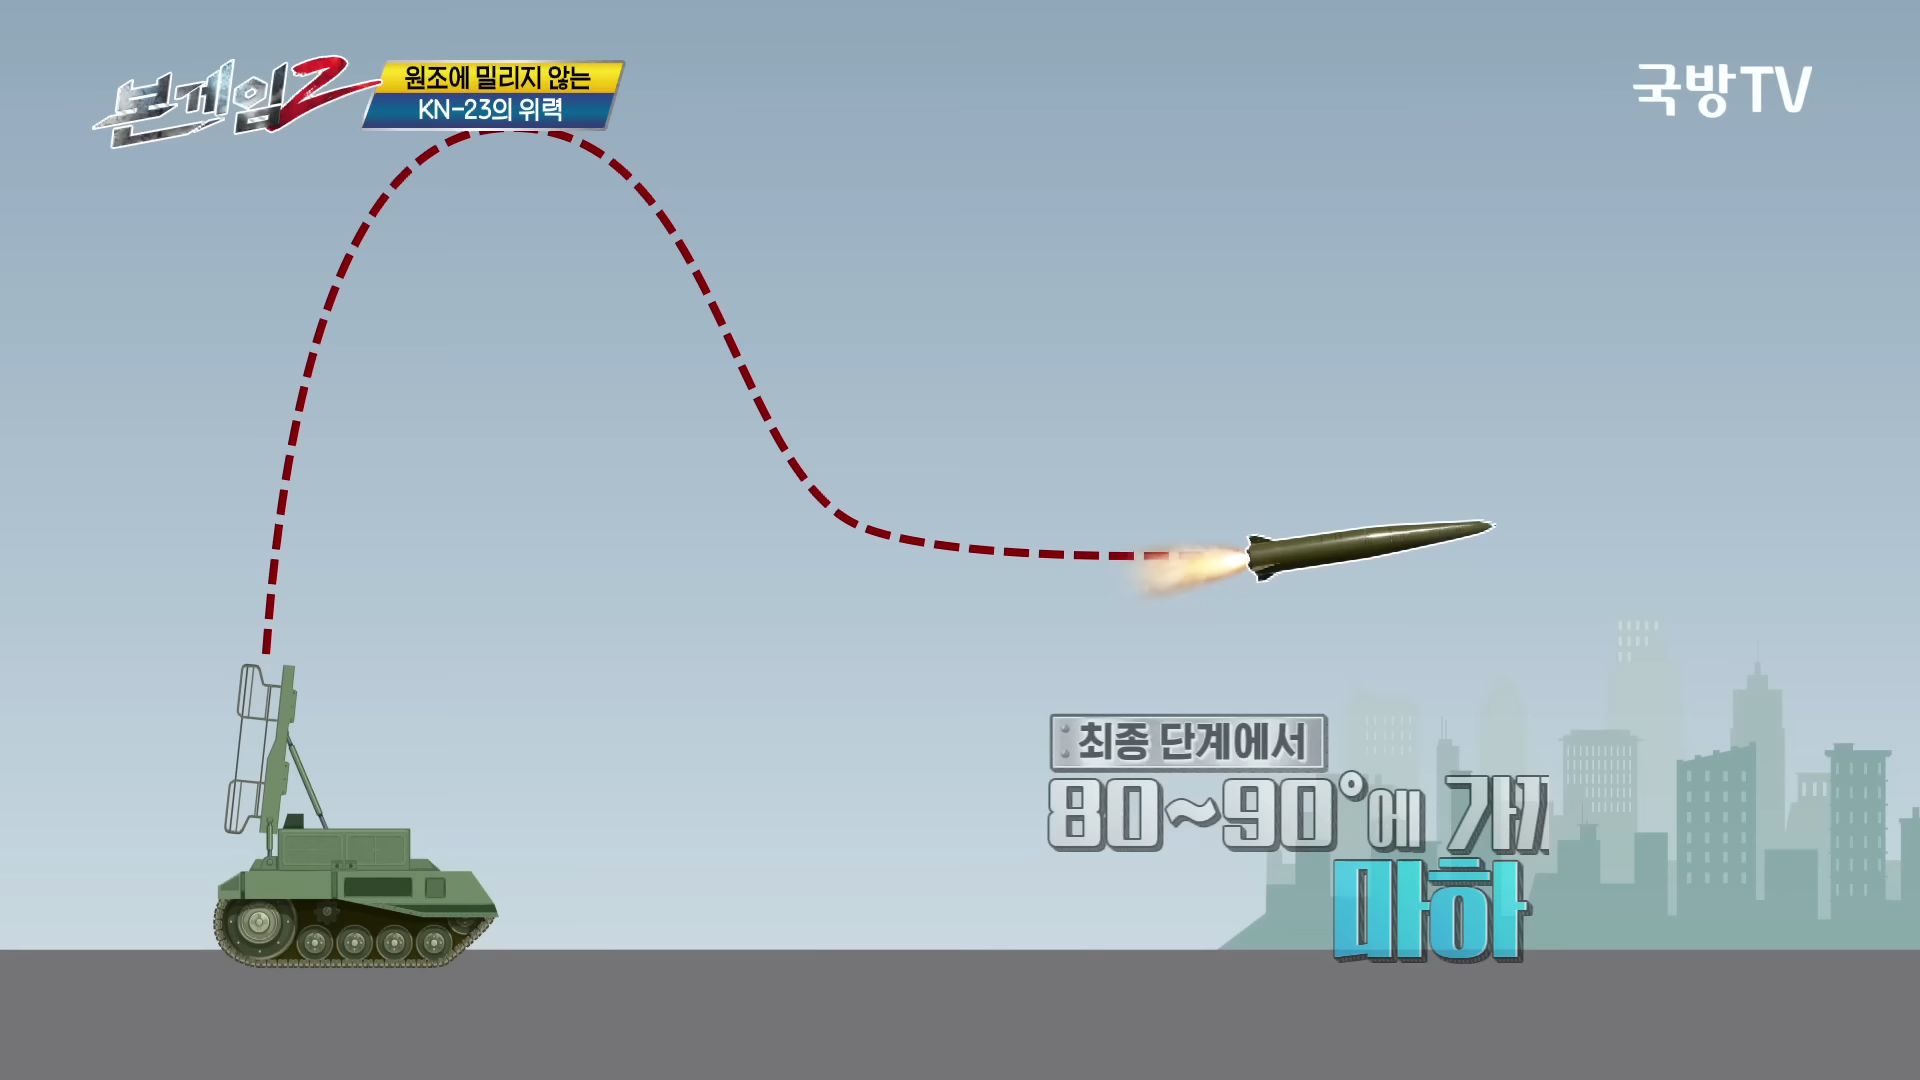 본게임2
원조에 밀리지 않는
KN-23의 위력
국방TV
최종 단계에서
80~90°에
마하